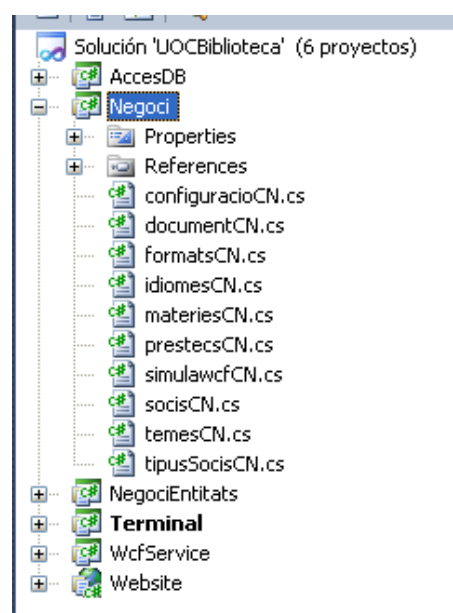 Solución 'UOCBiblioteca' (6 proyectos)
AccesDB
Negoci
Properties
References
configuracioCN.cs
documentCN.cs
formatsCN.cs
idiomesCN.cs
materiesCN.cs
prestecsCN.cs
simulawcfCN.cs
socisCN.cs
temesCN.cs
tipusSocisCN.cs
NegociEntitats
Terminal
WcfService
Website